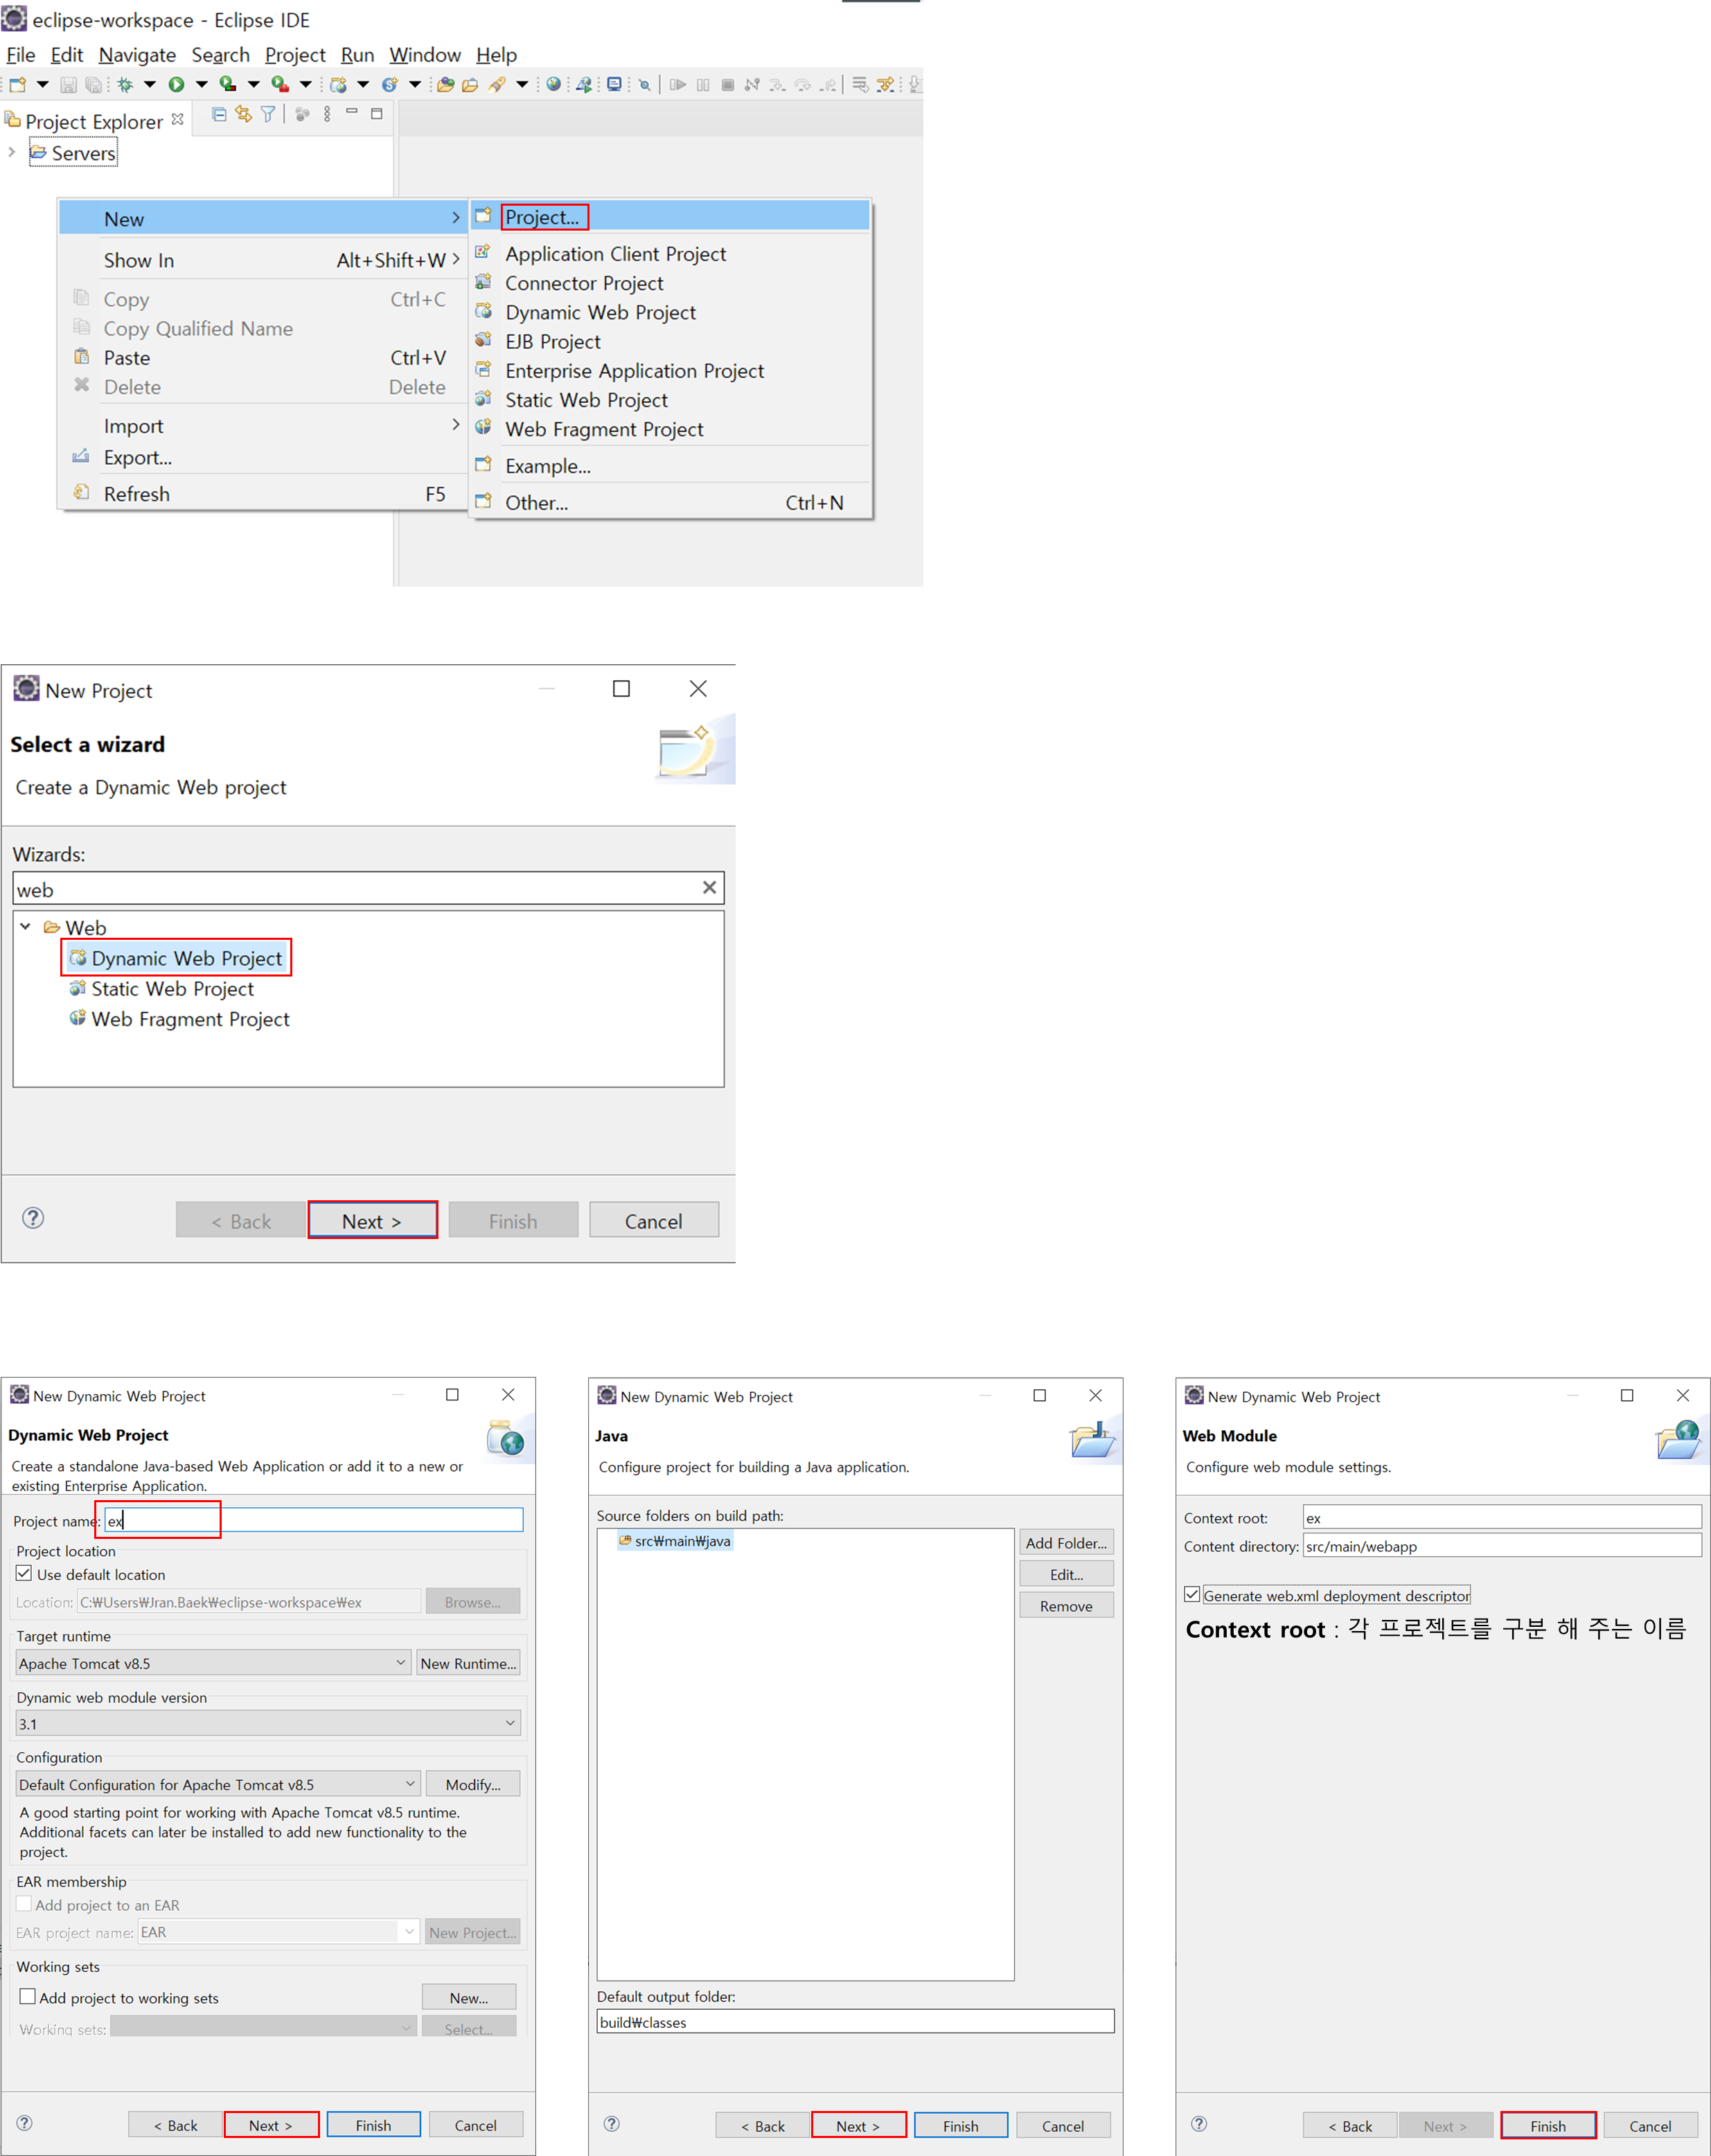 eclipse-workspace - Eclipse IDE
File Edit Navigate Search Project Run Window Help
Project Explorer
Servers
New
Show In Alt+Shift+W
Copy Ctrl+C
Copy Qualified Name
Paste Ctrl+V
Delete Delete
Import
Export...
Refresh F5
Project...
Application Client Project
Connector Project
Dynamic Web Project
EJB Project
Enterprise Application Project
Static Web Project
Web Fragment Project
Example...
Other... Ctrl+N
New Project
Select a wizard
Create a Dynamic Web project
Wizards:
web
Web
Dynamic Web Project
Static Web Project
Web Fragment Project
< Back Next > Finish Cancel
New Dynamic Web Project
Dynamic Web Project
Create a standalone Java-based Web Application or add it to a new or
existing Enterprise Application.
Project name: ex
Project location
Use default location
Location: C:₩Users₩Jran.Baek₩eclipse-workspace₩ex Browse...
Target runtime
Apache Tomcat v8.5 New Runtime...
Dynamic web module version
3.1
Configuration
Default Configuration for Apache Tomcat v8.5 Modify...
A good starting point for working with Apache Tomcat v8.5 runtime.
Additional facets can later be installed to add new functionality to the
project.
EAR membership
Add project to an EAR
EAR project name: EAR New Project...
Working sets
Add project to working sets New...
Working sets: Select...
< Back Next > Finish Cancel
New Dynamic Web Project
Java
Configure project for building a Java application.
Source folders on build path:
src₩main₩java
Add Folder...
Edit...
Remove
Default output folder:
build₩classes
< Back Next > Finish Cancel
New Dynamic Web Project
Web Module
Configure web module settings.
Context root: ex
Content directory: src/main/webapp
Generate web.xml deployment descriptor
Context root : 각 프로젝트를 구분 해 주는 이름
< Back Next > Finish Cancel